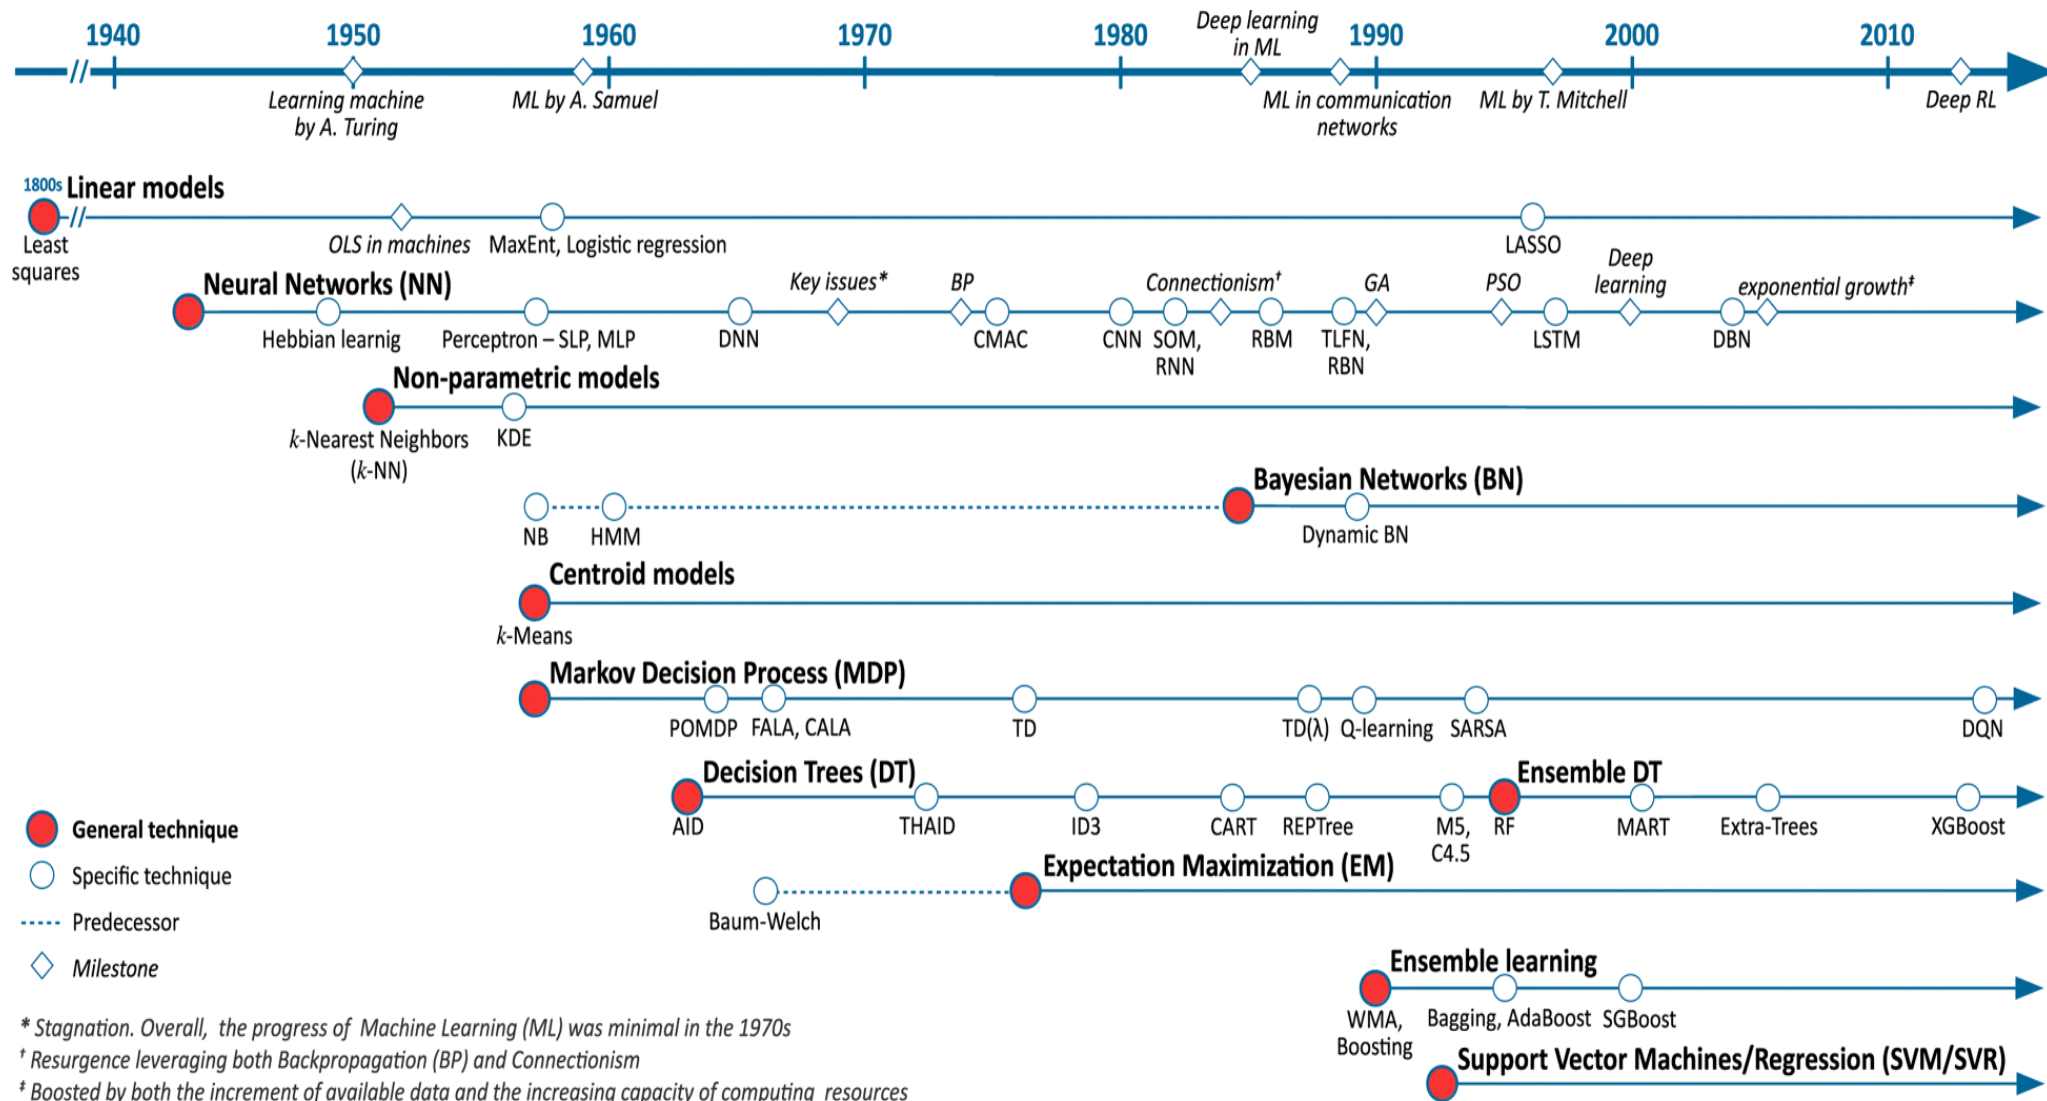 1940 1950 1960 1970 1980 1990 2000 2010
Deep learning
in ML
Learning machine
by A. Turing
ML by A. Samuel
ML in communication
networks
ML by T. Mitchell
Deep RL
1800s Linear models
Least
squares
OLS in machines
MaxEnt, Logistic regression
LASSO
Neural Networks (NN)
Key issues*
BP
Connectionism†
GA
PSO
Deep
learning
exponential growth‡
Hebbian learnig
Perceptron – SLP, MLP
DNN
CMAC
CNN
SOM,
RNN
RBM
TLFN,
RBN
LSTM
DBN
Non-parametric models
k-Nearest Neighbors
(k-NN)
KDE
Bayesian Networks (BN)
NB
HMM
Dynamic BN
Centroid models
k-Means
Markov Decision Process (MDP)
POMDP
FALA, CALA
TD
TD(λ)
Q-learning
SARSA
DQN
Decision Trees (DT)
Ensemble DT
AID
THAID
ID3
CART
REPTree
M5,
C4.5
RF
MART
Extra-Trees
XGBoost
Expectation Maximization (EM)
Baum-Welch
Ensemble learning
WMA,
Boosting
Bagging, AdaBoost
SGBoost
Support Vector Machines/Regression (SVM/SVR)
General technique
Specific technique
Predecessor
Milestone
* Stagnation. Overall, the progress of Machine Learning (ML) was minimal in the 1970s
† Resurgence leveraging both Backpropagation (BP) and Connectionism
‡ Boosted by both the increment of available data and the increasing capacity of computing resources